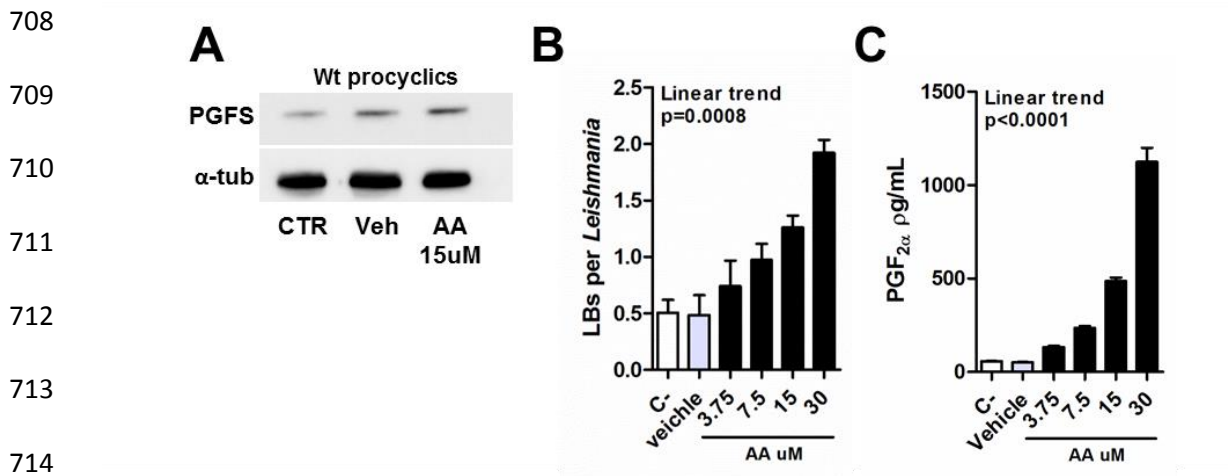 708
709
710
711
712
713
714
A
Wt procyclics
PGFS
α-tub
CTR Veh AA
15uM
B
LBs per Leishmania
2.5
2.0
1.5
1.0
0.5
0.0
Linear trend
p=0.0008
C-
veichle
3.75
7.5
15
30
AA uM
C
PGF2α ρg/mL
1500
1000
500
0
Linear trend
p<0.0001
C-
Vehicle
3.75
7.5
15
30
AA uM